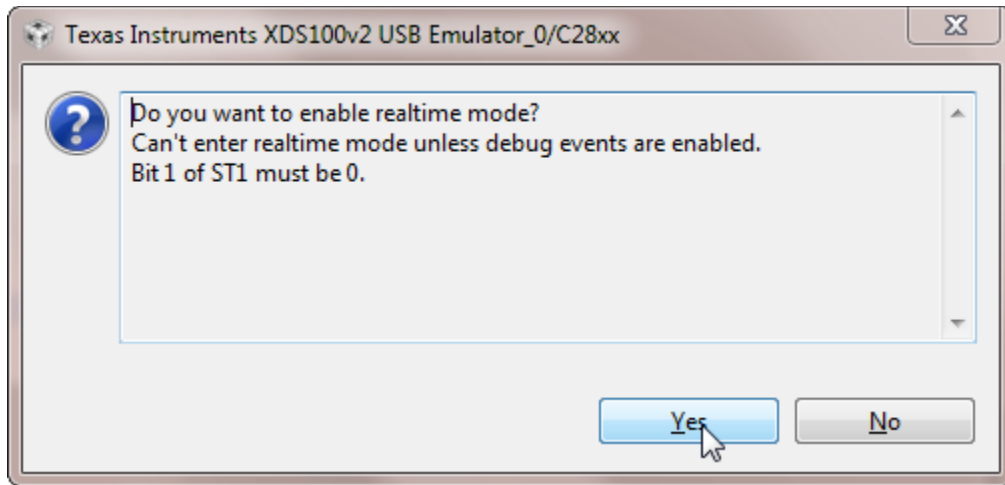 Texas Instruments XDS100v2 USB Emulator_0/C28xx
Do you want to enable realtime mode?
Can't enter realtime mode unless debug events are enabled.
Bit 1 of ST1 must be 0.
Yes
No